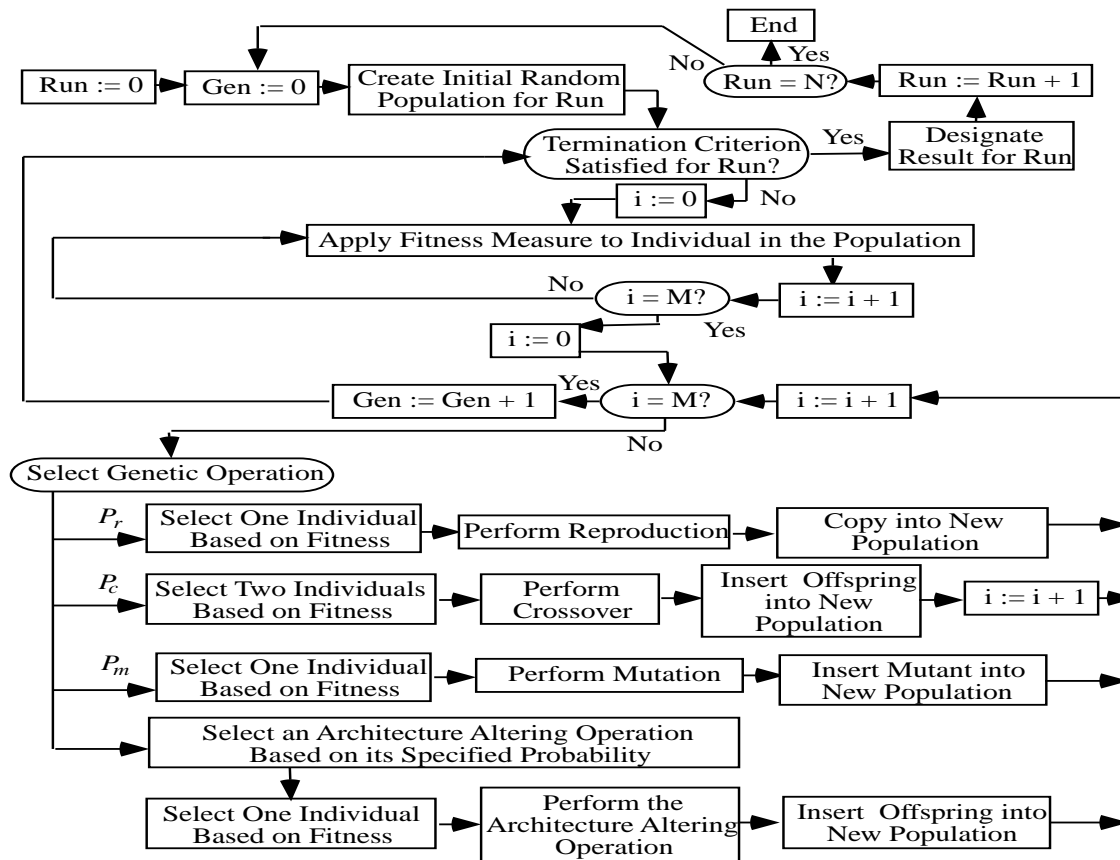 End
No
Yes
Run := 0
Gen := 0
Create Initial Random
Population for Run
Run = N?
Run := Run + 1
Termination Criterion
Satisfied for Run?
Yes
Designate
Result for Run
i := 0
No
Apply Fitness Measure to Individual in the Population
No
i = M?
i := i + 1
Yes
i := 0
Gen := Gen + 1
Yes
i = M?
i := i + 1
No
Select Genetic Operation
Pr
Select One Individual
Based on Fitness
Perform Reproduction
Copy into New
Population
Pc
Select Two Individuals
Based on Fitness
Perform
Crossover
Insert Offspring
into New
Population
i := i + 1
Pm
Select One Individual
Based on Fitness
Perform Mutation
Insert Mutant into
New Population
Select an Architecture Altering Operation
Based on its Specified Probability
Select One Individual
Based on Fitness
Perform the
Architecture Altering
Operation
Insert Offspring into
New Population